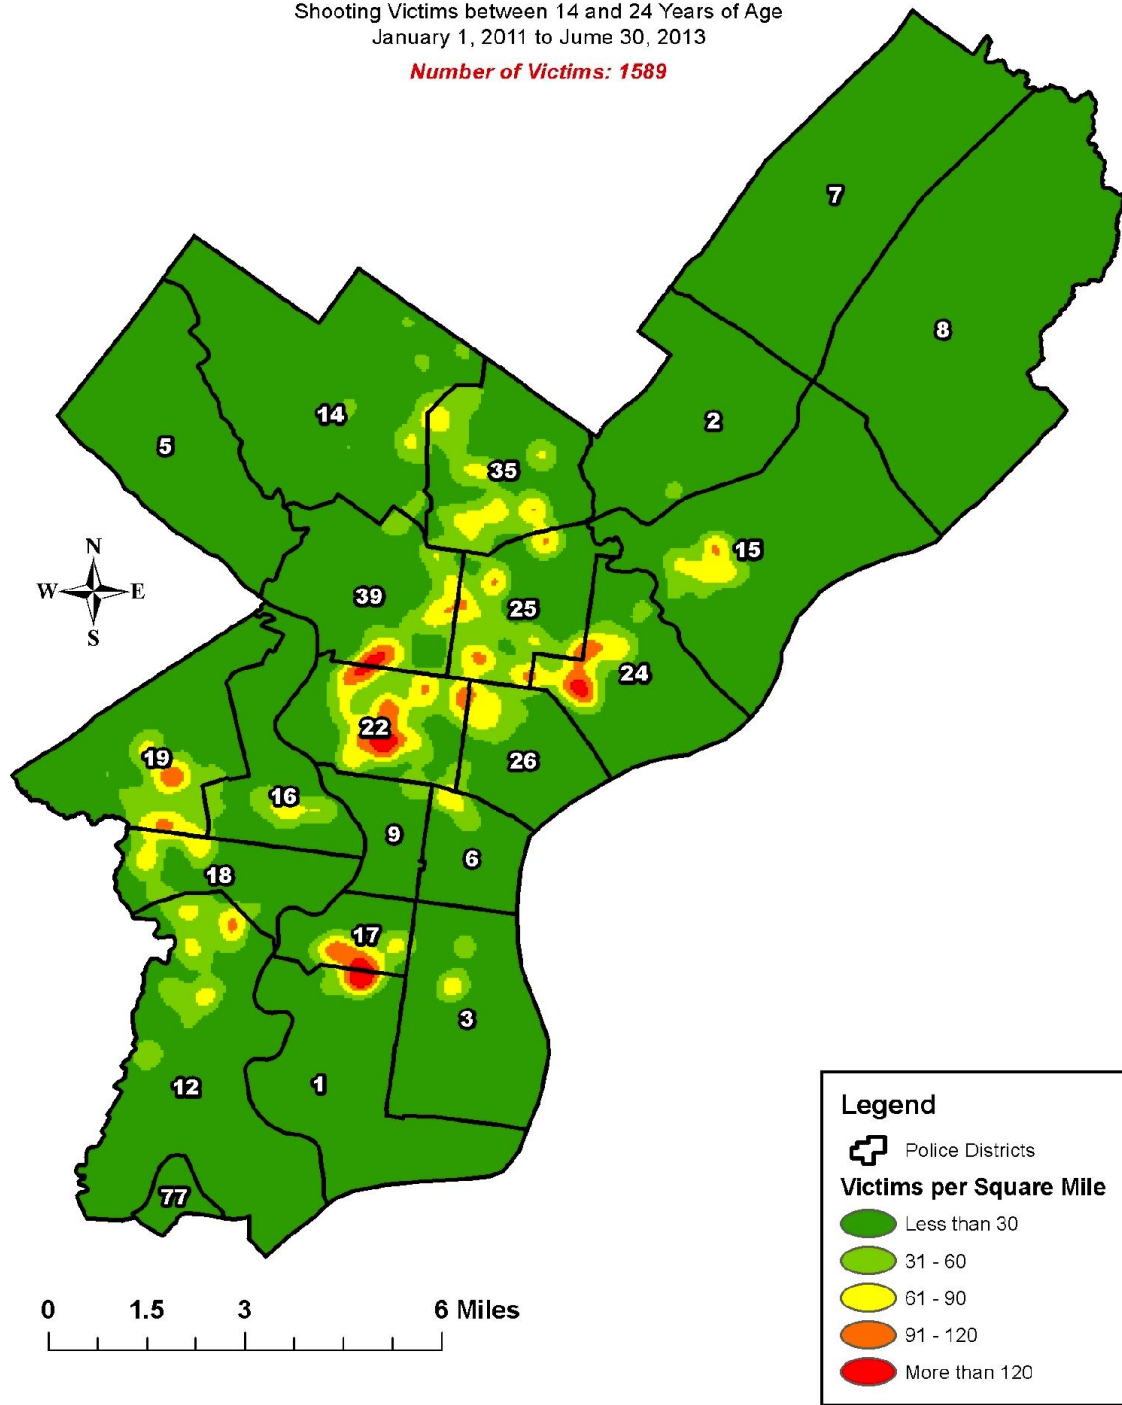 Shooting Victims between 14 and 24 Years of Age
January 1, 2011 to Jume 30, 2013
Number of Victims: 1589
7
8
14
2
5
35
15
N
W E
S
39
25
24
22
19
26
16
9
6
18
17
3
12
1
77
Legend
Police Districts
Victims per Square Mile
Less than 30
31 - 60
61 - 90
91 - 120
More than 120
0 1.5 3 6 Miles